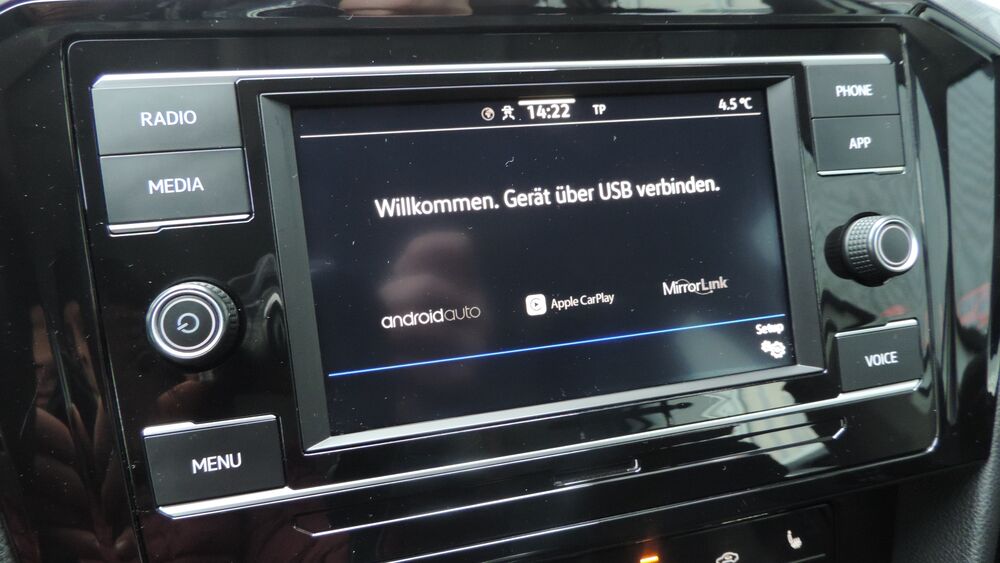 RADIO
MEDIA
MENU
14:22 TP 4.5 °C
Willkommen. Gerät über USB verbinden.
androidauto Apple CarPlay MirrorLink
Setup
PHONE
APP
VOICE